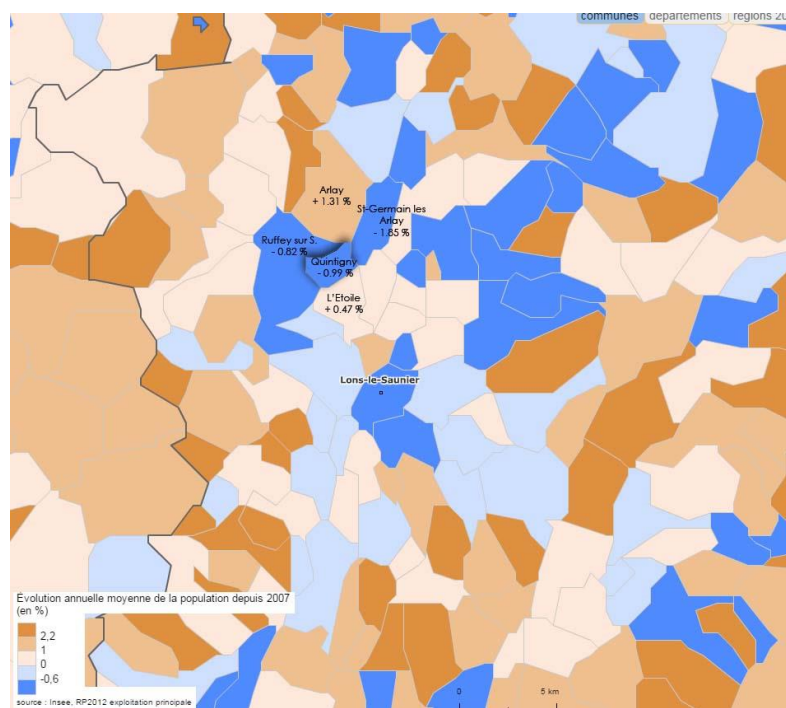 communes départements régions 20
Arlay
+ 1.31 %
St-Germain les
Arlay
- 1.85 %
Ruffey sur S.
- 0.82 %
Quintigny
- 0.99 %
L'Etoile
+ 0.47 %
Lons-le-Saunier
Évolution annuelle moyenne de la population depuis 2007
(en %)
2,2
1
0
-0,6
source : Insee, RP2012 exploitation principale
0 5 km